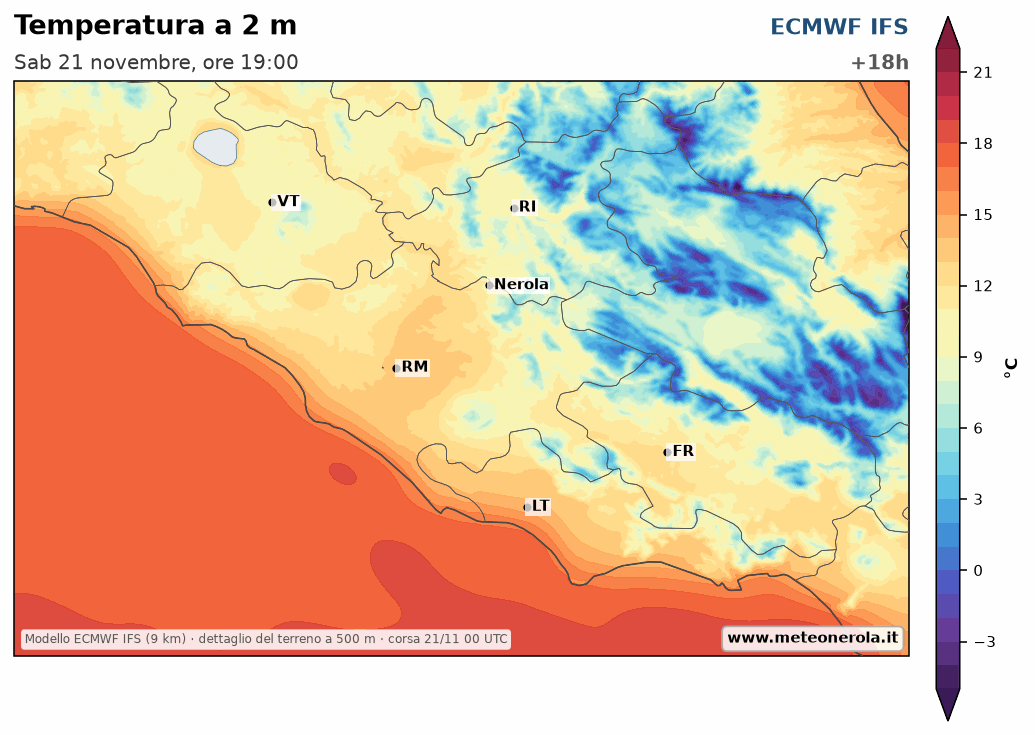 Temperatura a 2 m
ECMWF IFS
Sab 21 novembre, ore 19:00
+18h
VT
RI
Nerola
RM
FR
LT
21
18
15
12
9
6
3
0
−3
°C
Modello ECMWF IFS (9 km) · dettaglio del terreno a 500 m · corsa 21/11 00 UTC
www.meteonerola.it